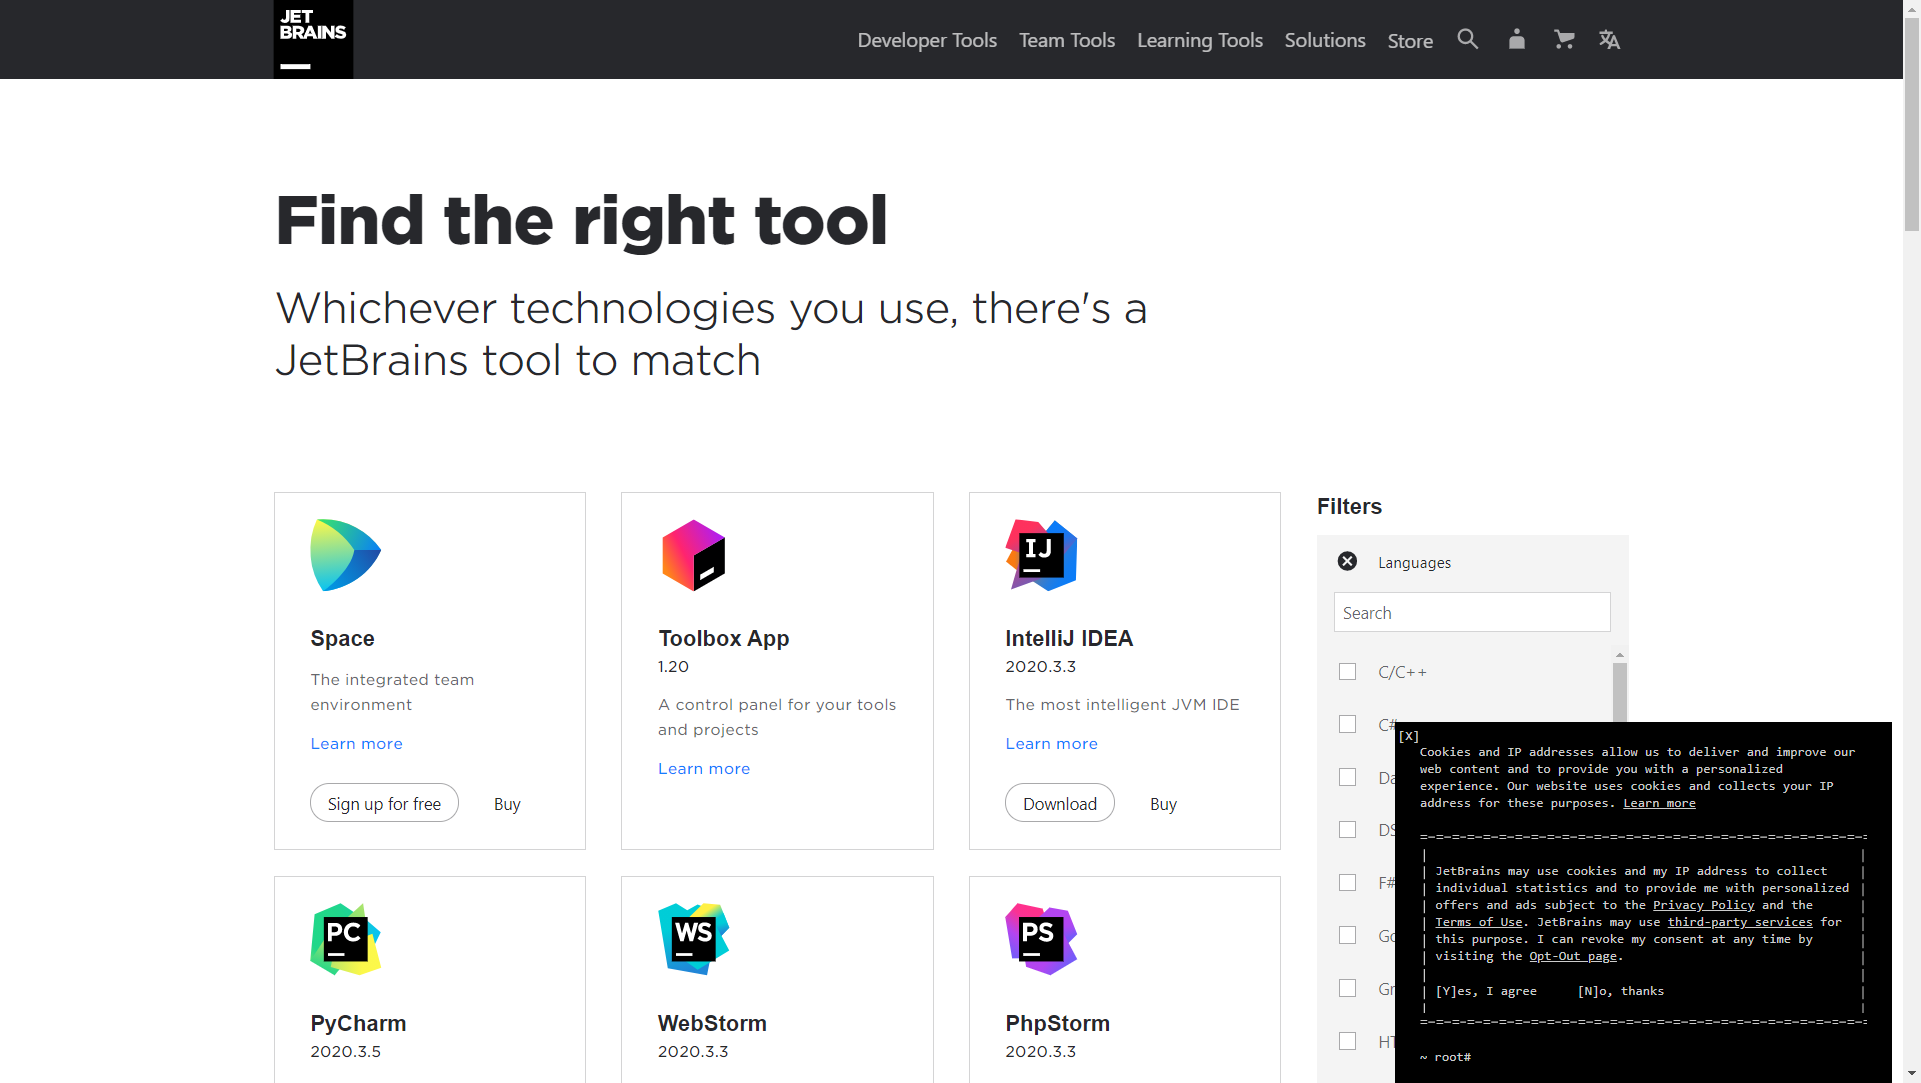 JET
BRAINS
Developer Tools
Team Tools
Learning Tools
Solutions
Store
Find the right tool
Whichever technologies you use, there's a
JetBrains tool to match
Space
The integrated team
environment
Learn more
Sign up for free
Buy
Toolbox App
1.20
A control panel for your tools
and projects
Learn more
IJ
IntelliJ IDEA
2020.3.3
The most intelligent JVM IDE
Learn more
Download
Buy
PC
PyCharm
2020.3.5
WS
WebStorm
2020.3.3
PS
PhpStorm
2020.3.3
Filters
Languages
Search
C/C++
C#
Da
DS
F#
Go
Gr
HT
[X]
Cookies and IP addresses allow us to deliver and improve our
web content and to provide you with a personalized
experience. Our website uses cookies and collects your IP
address for these purposes. Learn more
JetBrains may use cookies and my IP address to collect
individual statistics and to provide me with personalized
offers and ads subject to the Privacy Policy and the
Terms of Use. JetBrains may use third-party services for
this purpose. I can revoke my consent at any time by
visiting the Opt-Out page.
[Y]es, I agree
[N]o, thanks
~ root#